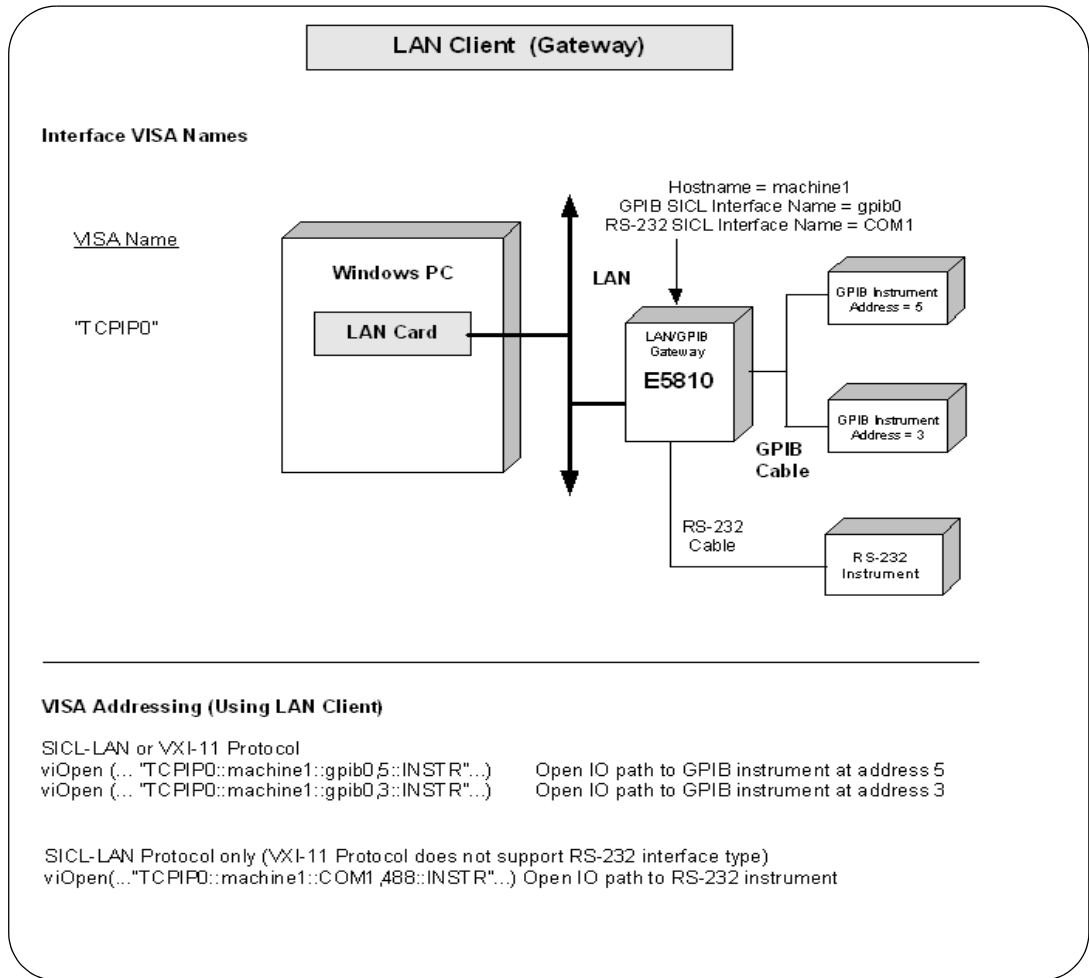 LAN Client (Gateway)
Interface VISA Names
VISA Name
"TCPIP0"
Windows PC
LAN Card
LAN
Hostname = machine1
GPIB SICL Interface Name = gpib0
RS-232 SICL Interface Name = COM1
LAN/GPIB
Gateway
E5810
GPIB Instrument
Address = 5
GPIB Instrument
Address = 3
GPIB
Cable
RS-232
Cable
RS-232
Instrument
VISA Addressing (Using LAN Client)
SICL-LAN or VXI-11 Protocol
viOpen (... "TCPIP0::machine1::gpib0,5::INSTR"...) Open IO path to GPIB instrument at address 5
viOpen (... "TCPIP0::machine1::gpib0,3::INSTR"...) Open IO path to GPIB instrument at address 3
SICL-LAN Protocol only (VXI-11 Protocol does not support RS-232 interface type)
viOpen(..."TCPIP0::machine1::COM1,488::INSTR"...) Open IO path to RS-232 instrument